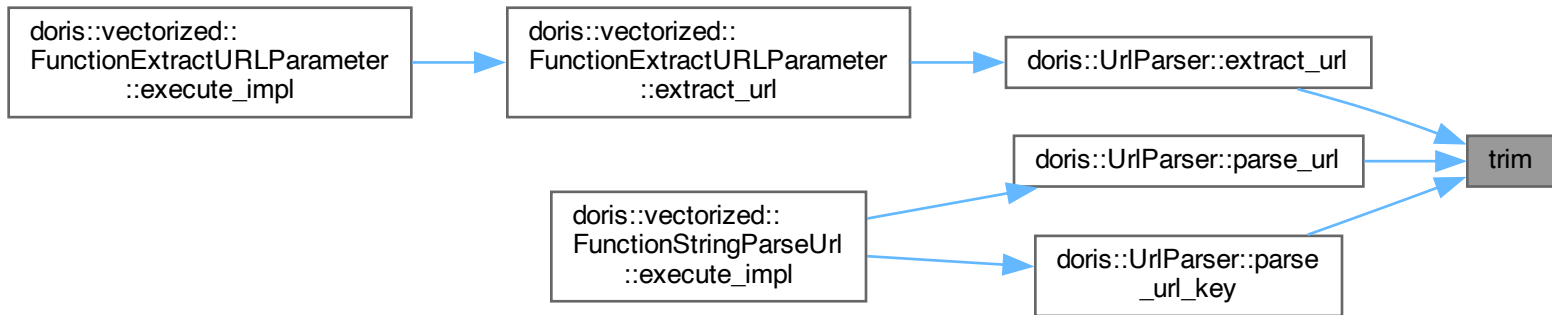 doris::vectorized::
FunctionExtractURLParameter
::execute_impl
doris::vectorized::
FunctionExtractURLParameter
::extract_url
doris::UrlParser::extract_url
doris::UrlParser::parse_url
trim
doris::vectorized::
FunctionStringParseUrl
::execute_impl
doris::UrlParser::parse
_url_key